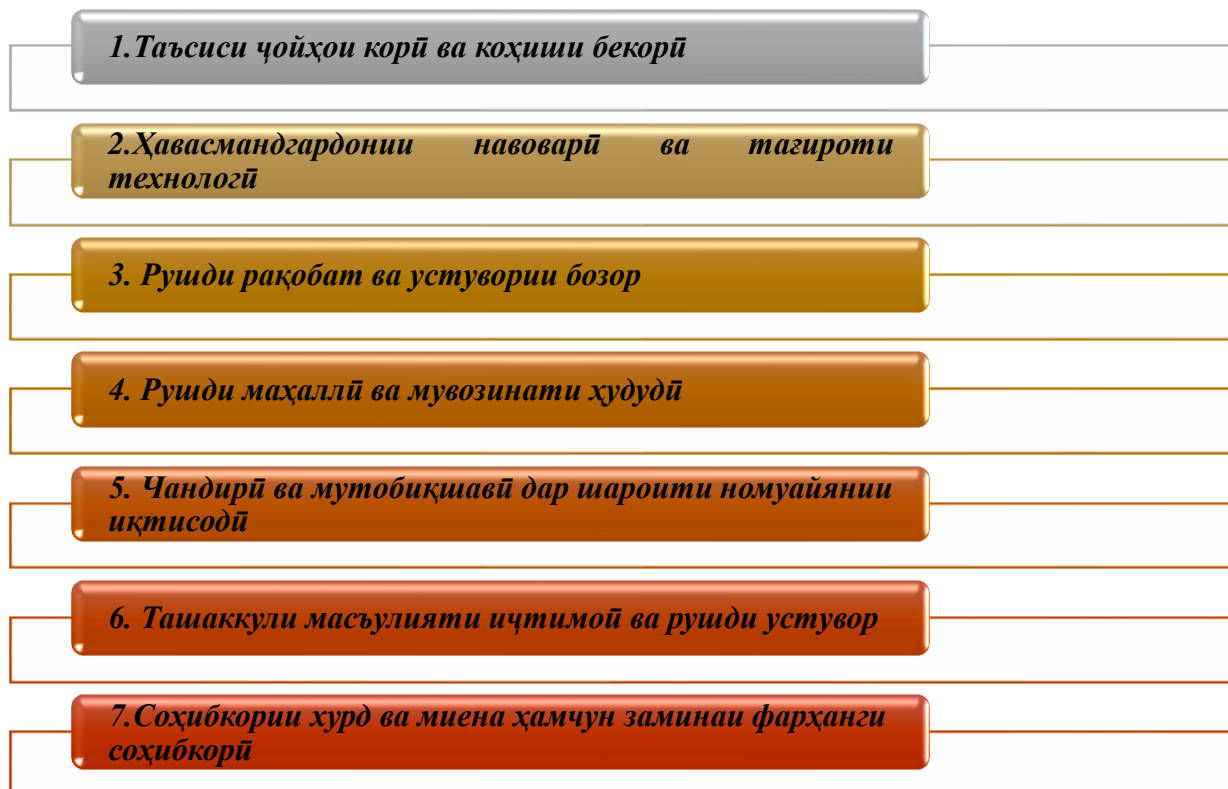 1.Таъсиси ҷойҳои корӣ ва коҳиши бекорӣ
2.Ҳавасмандгардонии навоварӣ ва тағироти
технологӣ
3. Рушди рақобат ва устувории бозор
4. Рушди маҳаллӣ ва мувозинати ҳудудӣ
5. Чандирӣ ва мутобиқшавӣ дар шароити номуайянии
иқтисодӣ
6. Ташаккули масъулияти иҷтимоӣ ва рушди устувор
7.Соҳибкории хурд ва миена ҳамчун заминаи фарҳанги
соҳибкорӣ